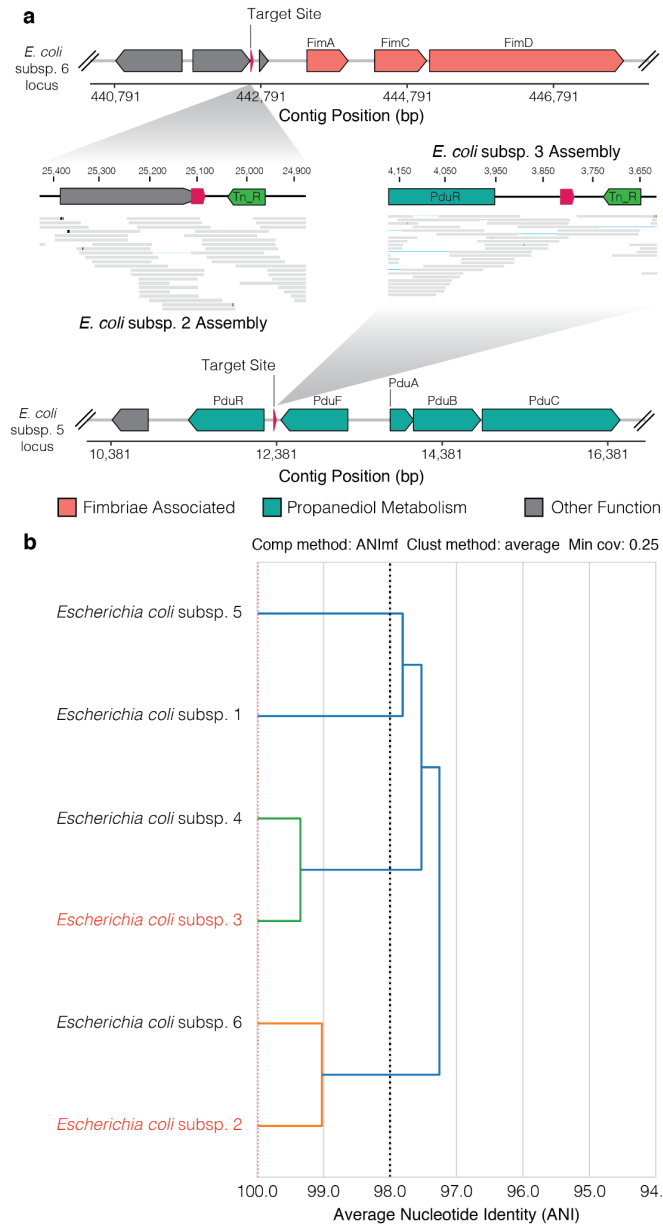 a
Target Site
E. coli
subsp. 6
locus
FimA FimC FimD
440,791 442,791 444,791 446,791
Contig Position (bp)
25,400 25,300 25,200 25,100 25,000 24,900
Tn_R
E. coli subsp. 2 Assembly
E. coli subsp. 3 Assembly
4,150 4,050 3,950 3,850 3,750 3,650
PduR Tn_R
Target Site
E. coli
subsp. 5
locus
PduR PduF PduA PduB PduC
10,381 12,381 14,381 16,381
Contig Position (bp)
Fimbriae Associated Propanediol Metabolism Other Function
b
Comp method: ANImf Clust method: average Min cov: 0.25
Escherichia coli subsp. 5
Escherichia coli subsp. 1
Escherichia coli subsp. 4
Escherichia coli subsp. 3
Escherichia coli subsp. 6
Escherichia coli subsp. 2
100.0 99.0 98.0 97.0 96.0 95.0 94.
Average Nucleotide Identity (ANI)